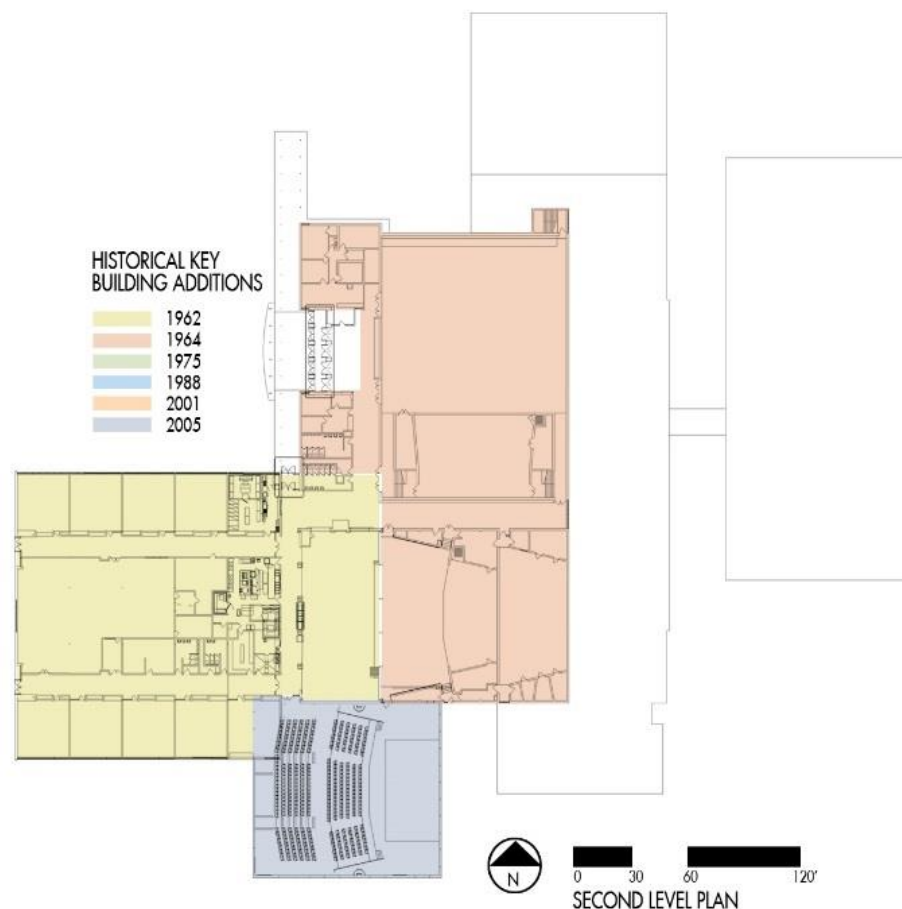 HISTORICAL KEY
BUILDING ADDITIONS
1962
1964
1975
1988
2001
2005
N
0 30 60 120'
SECOND LEVEL PLAN